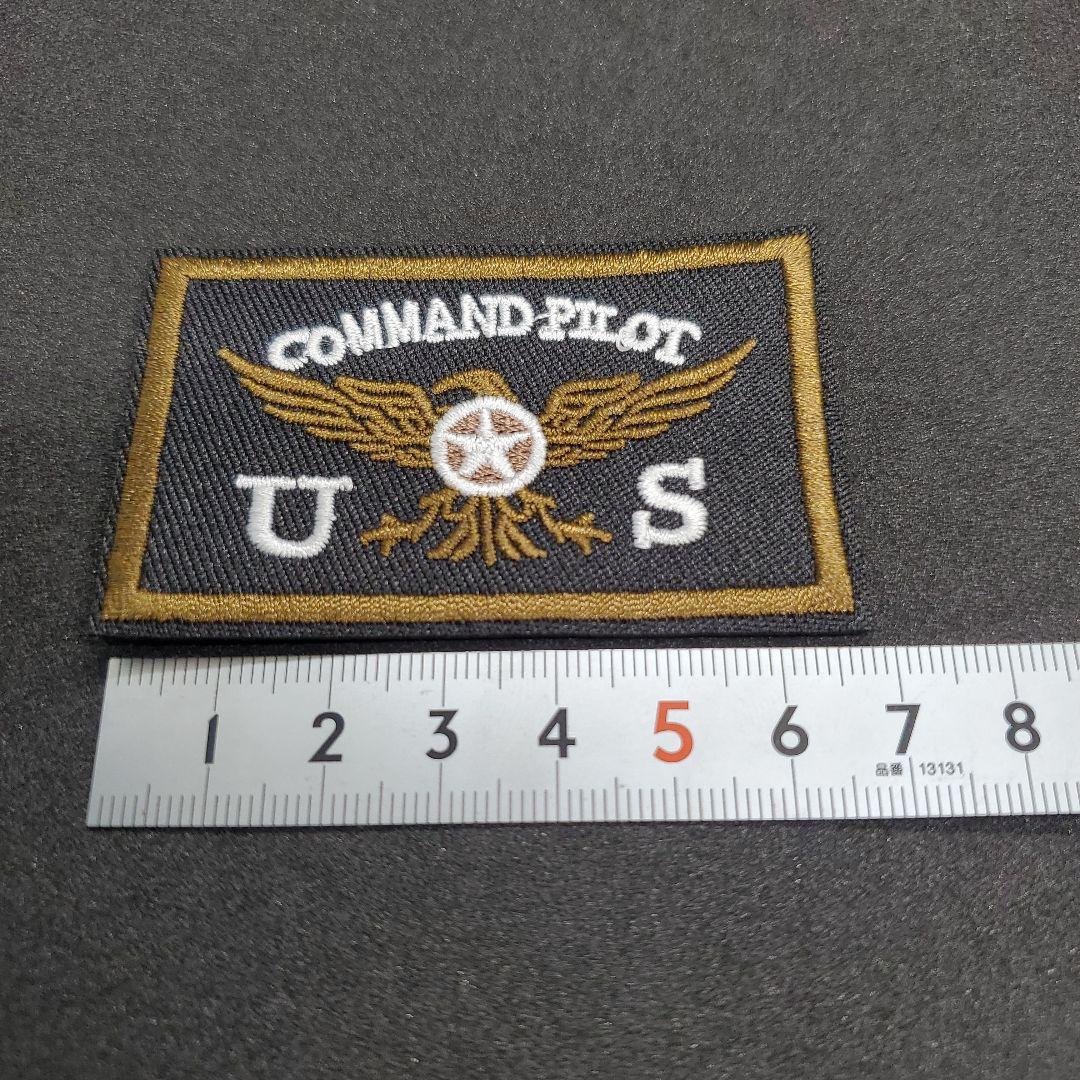 COMMAND-PILOT
U S
1 2 3 4 5 6 7 8
品番 13131